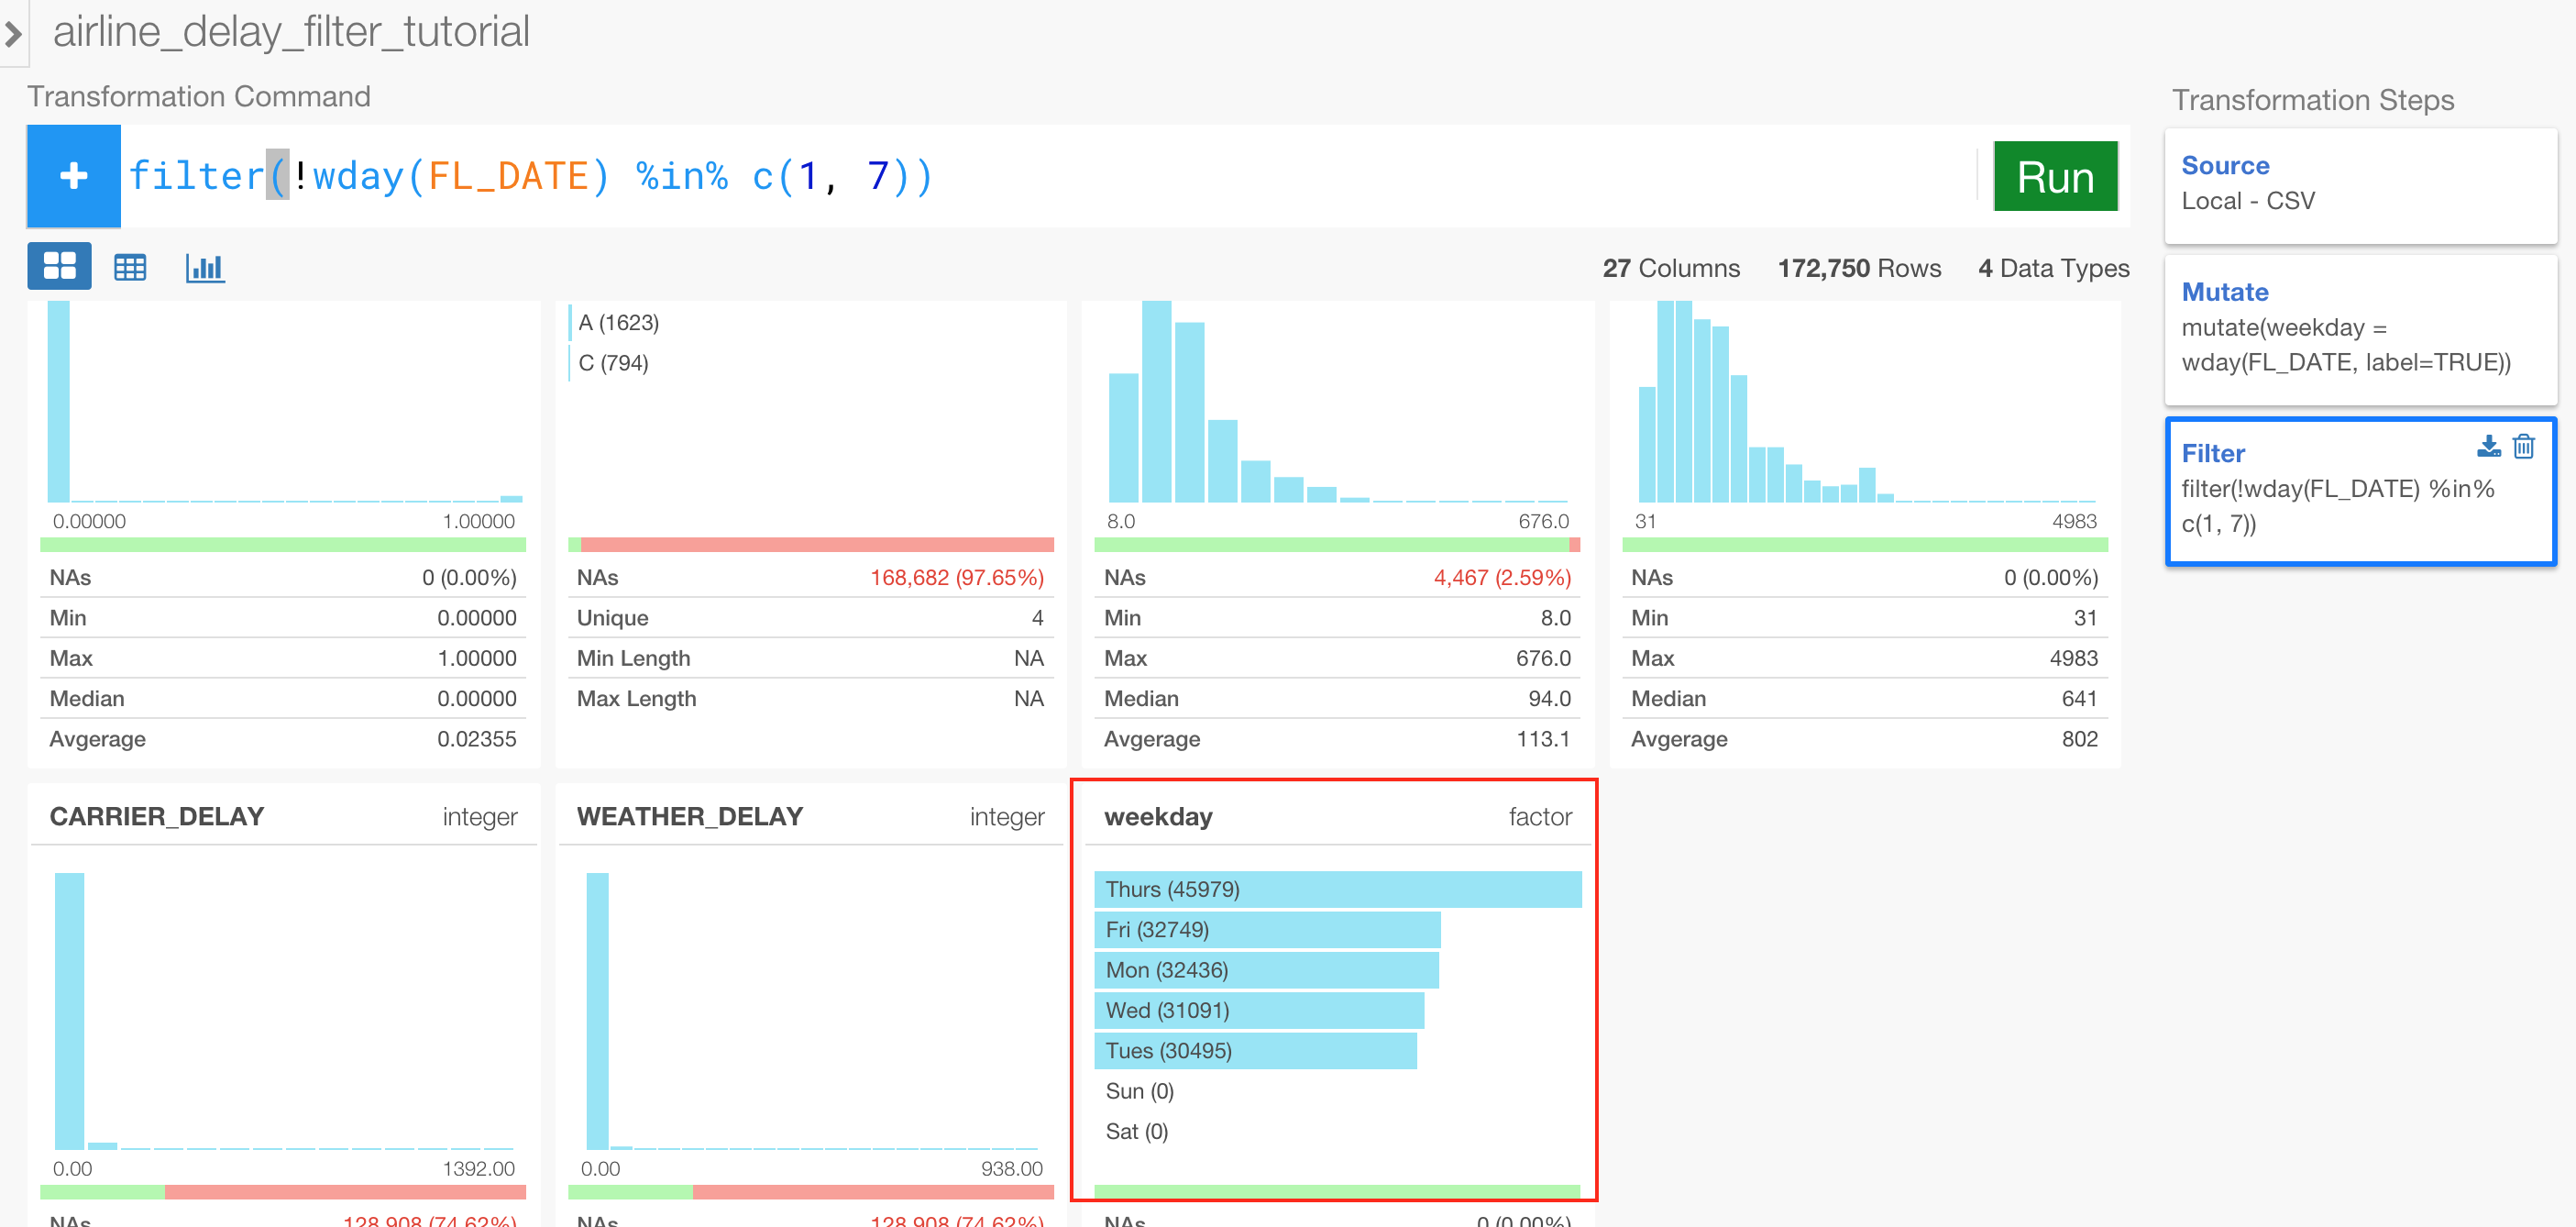 airline_delay_filter_tutorial
Transformation Command
filter(!wday(FL_DATE) %in% c(1, 7))
Run
27 Columns 172,750 Rows 4 Data Types
0.00000 1.00000
NAs 0 (0.00%)
Min 0.00000
Max 1.00000
Median 0.00000
Avgerage 0.02355
A (1623)
C (794)
NAs 168,682 (97.65%)
Unique 4
Min Length NA
Max Length NA
8.0 676.0
NAs 4,467 (2.59%)
Min 8.0
Max 676.0
Median 94.0
Avgerage 113.1
31 4983
NAs 0 (0.00%)
Min 31
Max 4983
Median 641
Avgerage 802
CARRIER_DELAY integer
0.00 1392.00
NAs 128,908 (74.62%)
WEATHER_DELAY integer
0.00 938.00
NAs 128,908 (74.62%)
weekday factor
Thurs (45979)
Fri (32749)
Mon (32436)
Wed (31091)
Tues (30495)
Sun (0)
Sat (0)
NAs 0 (0.00%)
Transformation Steps
Source
Local - CSV
Mutate
mutate(weekday =
wday(FL_DATE, label=TRUE))
Filter
filter(!wday(FL_DATE) %in%
c(1, 7))